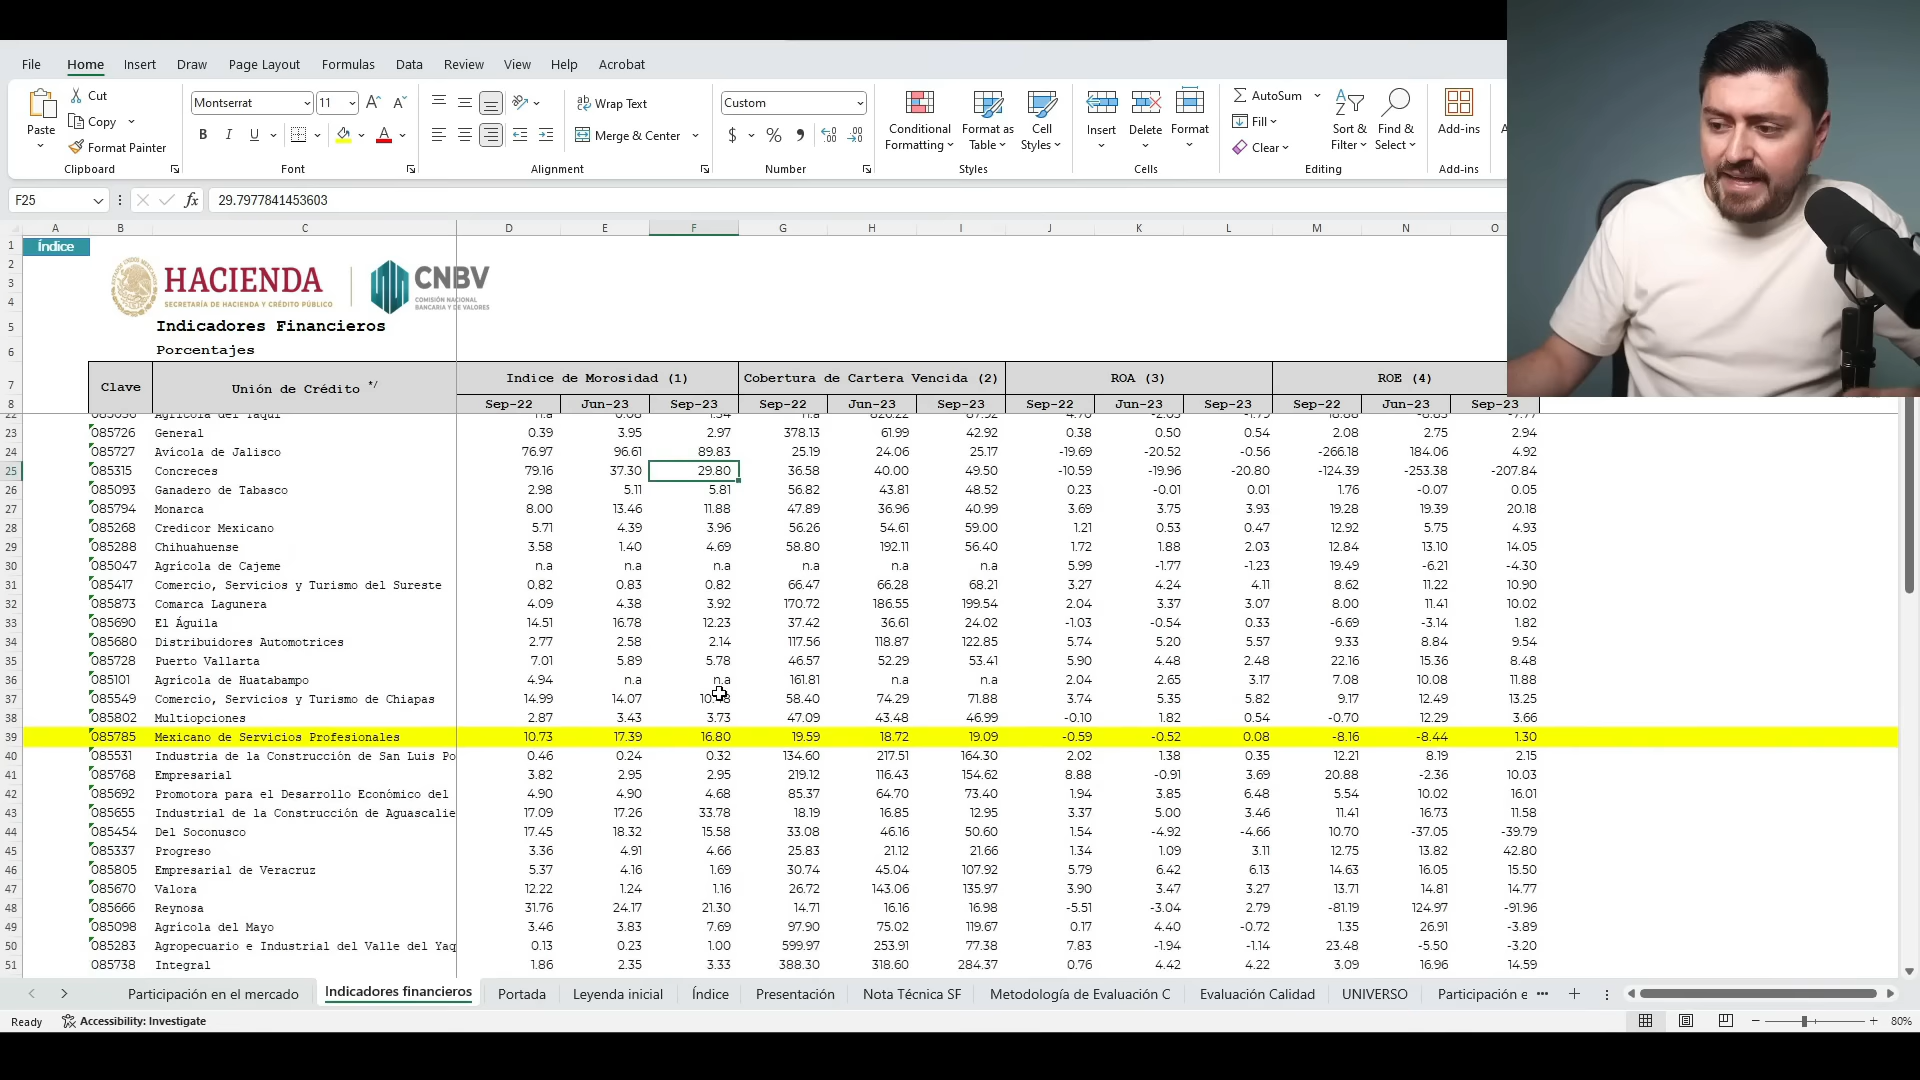 File Home Insert Draw Page Layout Formulas Data Review View Help Acrobat
Paste Cut Copy Format Painter Clipboard
Montserrat 11 B I U A Font
Wrap Text Merge & Center Alignment
Custom $ % Number
Conditional Formatting Format as Table Cell Styles Styles
Insert Delete Format Cells
AutoSum Fill Clear Sort & Filter Find & Select Editing
Add-ins Add-ins
F25 fx 29.7977841453603
A B C D E F G H I J K L M N O
1 Índice
2
3 HACIENDA CNBV
SECRETARÍA DE HACIENDA Y CRÉDITO PÚBLICO COMISIÓN NACIONAL BANCARIA Y DE VALORES
4
5 Indicadores Financieros
6 Porcentajes
7 Clave Unión de Crédito */ Indice de Morosidad (1) Cobertura de Cartera Vencida (2) ROA (3) ROE (4)
8 Sep-22 Jun-23 Sep-23 Sep-22 Jun-23 Sep-23 Sep-22 Jun-23 Sep-23 Sep-22 Jun-23 Sep-23
23 085726 General 0.39 3.95 2.97 378.13 61.99 42.92 0.38 0.50 0.54 2.08 2.75 2.94
24 085727 Avícola de Jalisco 76.97 96.61 89.83 25.19 24.06 25.17 -19.69 -20.52 -0.56 -266.18 184.06 4.92
25 085315 Concreces 79.16 37.30 29.80 36.58 40.00 49.50 -10.59 -19.96 -20.80 -124.39 -253.38 -207.84
26 085093 Ganadero de Tabasco 2.98 5.11 5.81 56.82 43.81 48.52 0.23 -0.01 0.01 1.76 -0.07 0.05
27 085794 Monarca 8.00 13.46 11.88 47.89 36.96 40.99 3.69 3.75 3.93 19.28 19.39 20.18
28 085268 Credicor Mexicano 5.71 4.39 3.96 56.26 54.61 59.00 1.21 0.53 0.47 12.92 5.75 4.93
29 085288 Chihuahuense 3.58 1.40 4.69 58.80 192.11 56.40 1.72 1.88 2.03 12.84 13.10 14.05
30 085047 Agrícola de Cajeme n.a n.a n.a n.a n.a n.a 5.99 -1.77 -1.23 19.49 -6.21 -4.30
31 085417 Comercio, Servicios y Turismo del Sureste 0.82 0.83 0.82 66.47 66.28 68.21 3.27 4.24 4.11 8.62 11.22 10.90
32 085873 Comarca Lagunera 4.09 4.38 3.92 170.72 186.55 199.54 2.04 3.37 3.07 8.00 11.41 10.02
33 085690 El Águila 14.51 16.78 12.23 37.42 36.61 24.02 -1.03 -0.54 0.33 -6.69 -3.14 1.82
34 085680 Distribuidores Automotrices 2.77 2.58 2.14 117.56 118.87 122.85 5.74 5.20 5.57 9.33 8.84 9.54
35 085728 Puerto Vallarta 7.01 5.89 5.78 46.57 52.29 53.41 5.90 4.48 2.48 22.16 15.36 8.48
36 085101 Agrícola de Huatabampo 4.94 n.a n.a 161.81 n.a n.a 2.04 2.65 3.17 7.08 10.08 11.88
37 085549 Comercio, Servicios y Turismo de Chiapas 14.99 14.07 58.40 74.29 71.88 3.74 5.35 5.82 9.17 12.49 13.25
38 085802 Multiopciones 2.87 3.43 3.73 47.09 43.48 46.99 -0.10 1.82 0.54 -0.70 12.29 3.66
39 085785 Mexicano de Servicios Profesionales 10.73 17.39 16.80 19.59 18.72 19.09 -0.59 -0.52 0.08 -8.16 -8.44 1.30
40 085531 Industria de la Construcción de San Luis Po 0.46 0.24 0.32 134.60 217.51 164.30 2.02 1.38 0.35 12.21 8.19 2.15
41 085768 Empresarial 3.82 2.95 2.95 219.12 116.43 154.62 8.88 -0.91 3.69 20.88 -2.36 10.03
42 085692 Promotora para el Desarrollo Económico del 4.90 4.90 4.68 85.37 64.70 73.40 1.94 3.85 6.48 5.54 10.02 16.01
43 085655 Industrial de la Construcción de Aguascalie 17.09 17.26 33.78 18.19 16.85 12.95 3.37 5.00 3.46 11.41 16.73 11.58
44 085454 Del Soconusco 17.45 18.32 15.58 33.08 46.16 50.60 1.54 -4.92 -4.66 10.70 -37.05 -39.79
45 085337 Progreso 3.36 4.91 4.66 25.83 21.12 21.66 1.34 1.09 3.11 12.75 13.82 42.80
46 085805 Empresarial de Veracruz 5.37 4.16 1.69 30.74 45.04 107.92 5.79 6.42 6.13 14.63 16.05 15.50
47 085670 Valora 12.22 1.24 1.16 26.72 143.06 135.97 3.90 3.47 3.27 13.71 14.81 14.77
48 085666 Reynosa 31.76 24.17 21.30 14.71 16.16 16.98 -5.51 -3.04 2.79 -81.19 124.97 -91.96
49 085098 Agrícola del Mayo 3.46 3.83 7.69 97.90 75.02 119.67 0.17 4.40 -0.72 1.35 26.91 -3.89
50 085283 Agropecuario e Industrial del Valle del Yaq 0.13 0.23 1.00 599.97 253.91 77.38 7.83 -1.94 -1.14 23.48 -5.50 -3.20
51 085738 Integral 1.86 2.35 3.33 388.30 318.60 284.37 0.76 4.42 4.22 3.09 16.96 14.59
Participación en el mercado Indicadores financieros Portada Leyenda inicial Índice Presentación Nota Técnica SF Metodología de Evaluación C Evaluación Calidad UNIVERSO Participación e
Ready Accessibility: Investigate 80%